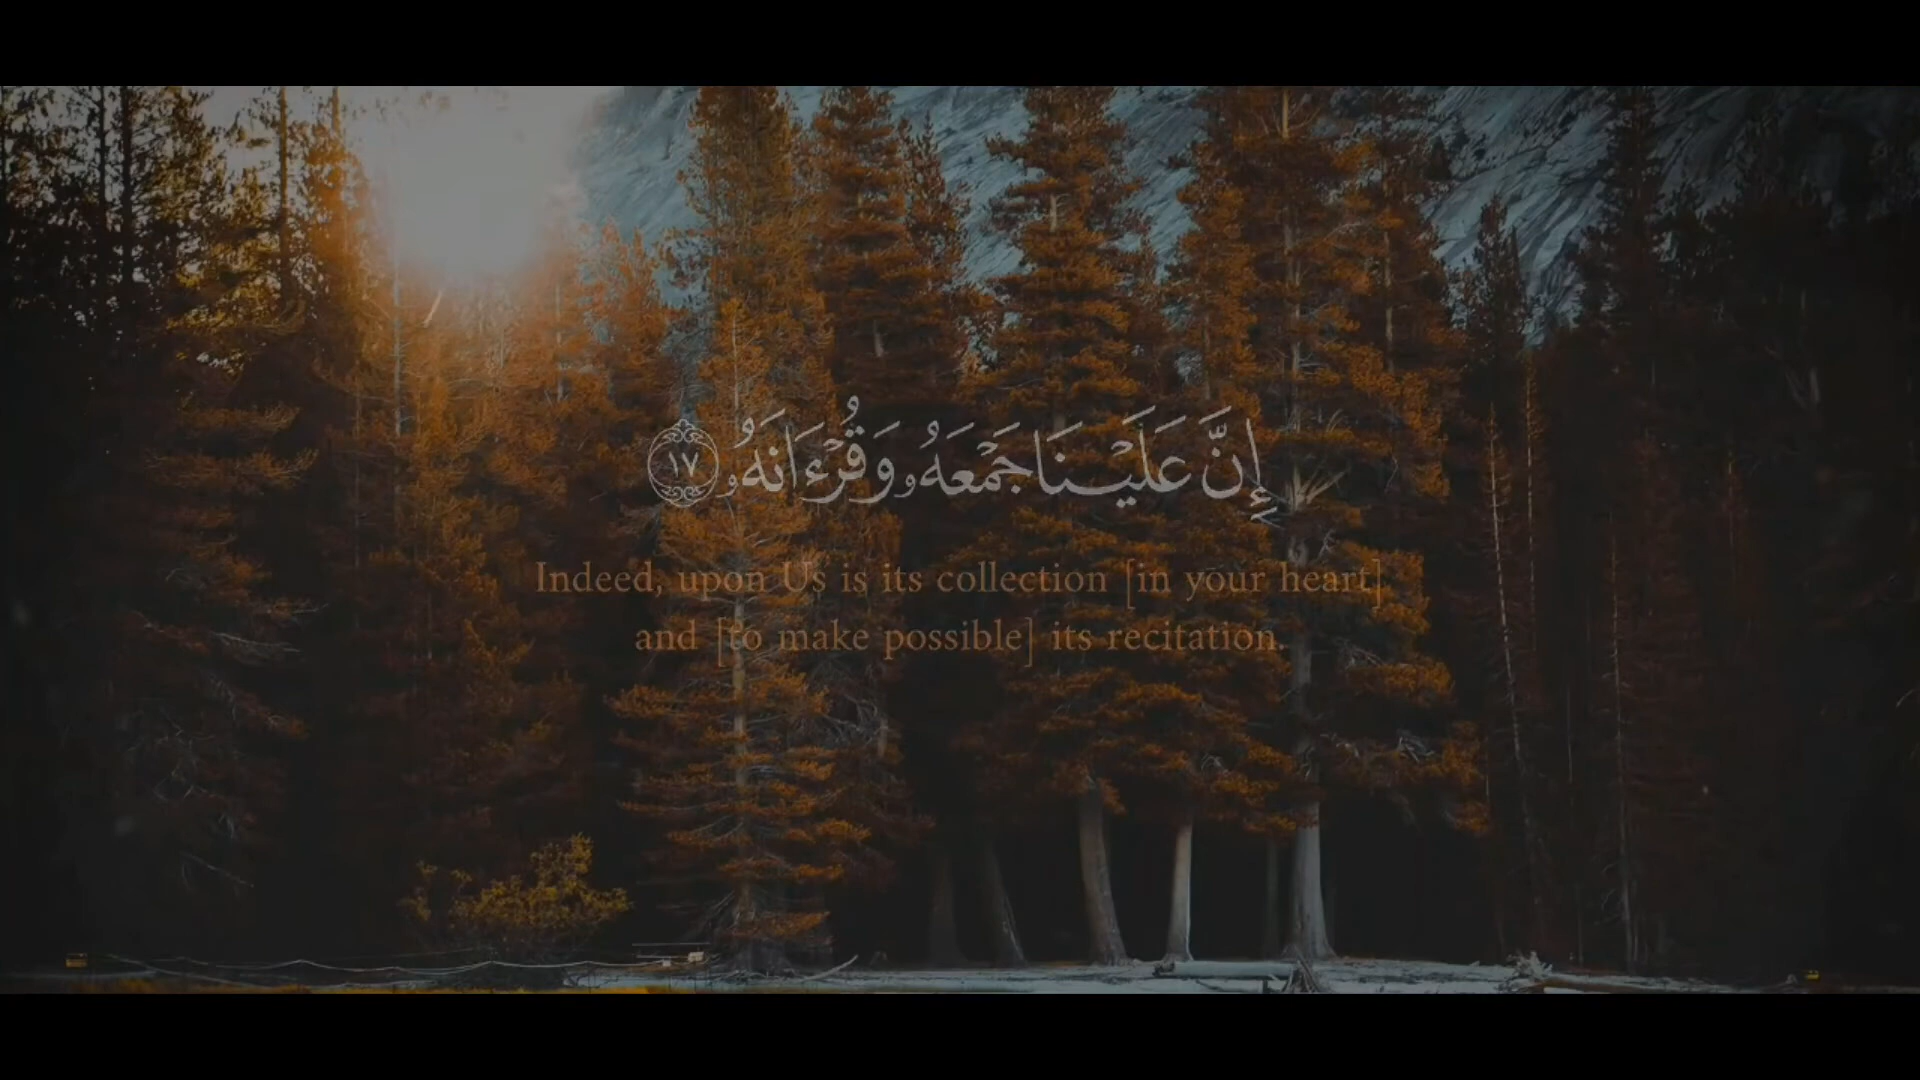 إِنَّ عَلَيْنَا جَمْعَهُۥ وَقُرْءَانَهُۥ ١٧
Indeed, upon Us is its collection [in your heart]
and [to make possible] its recitation.